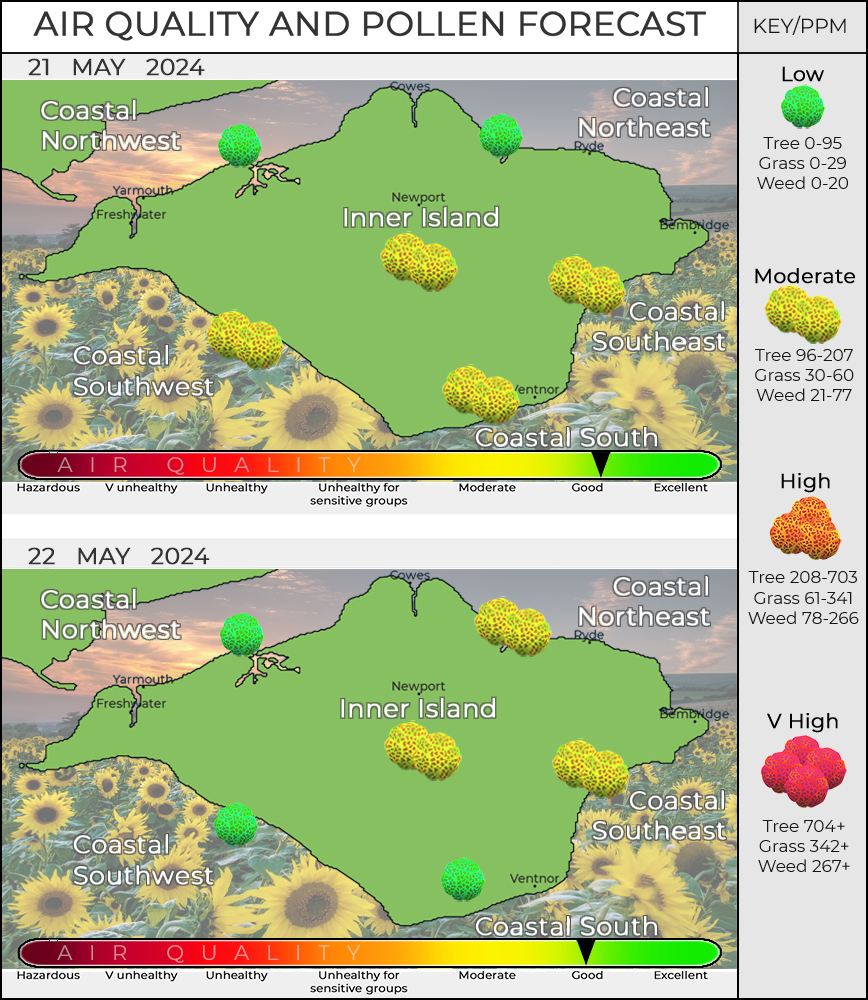 AIR QUALITY AND POLLEN FORECAST
KEY/PPM
21 MAY 2024
Coastal
Northwest
Cowes
Coastal
Northeast
Ryde
Yarmouth
Freshwater
Newport
Inner Island
Bembridge
Coastal
Southeast
Coastal
Southwest
Ventnor
Coastal South
AIR QUALITY
Hazardous
V unhealthy
Unhealthy
Unhealthy for
sensitive groups
Moderate
Good
Excellent
22 MAY 2024
Coastal
Northwest
Cowes
Coastal
Northeast
Ryde
Yarmouth
Freshwater
Newport
Inner Island
Bembridge
Coastal
Southeast
Coastal
Southwest
Ventnor
Coastal South
AIR QUALITY
Hazardous
V unhealthy
Unhealthy
Unhealthy for
sensitive groups
Moderate
Good
Excellent
Low
Tree 0-95
Grass 0-29
Weed 0-20
Moderate
Tree 96-207
Grass 30-60
Weed 21-77
High
Tree 208-703
Grass 61-341
Weed 78-266
V High
Tree 704+
Grass 342+
Weed 267+